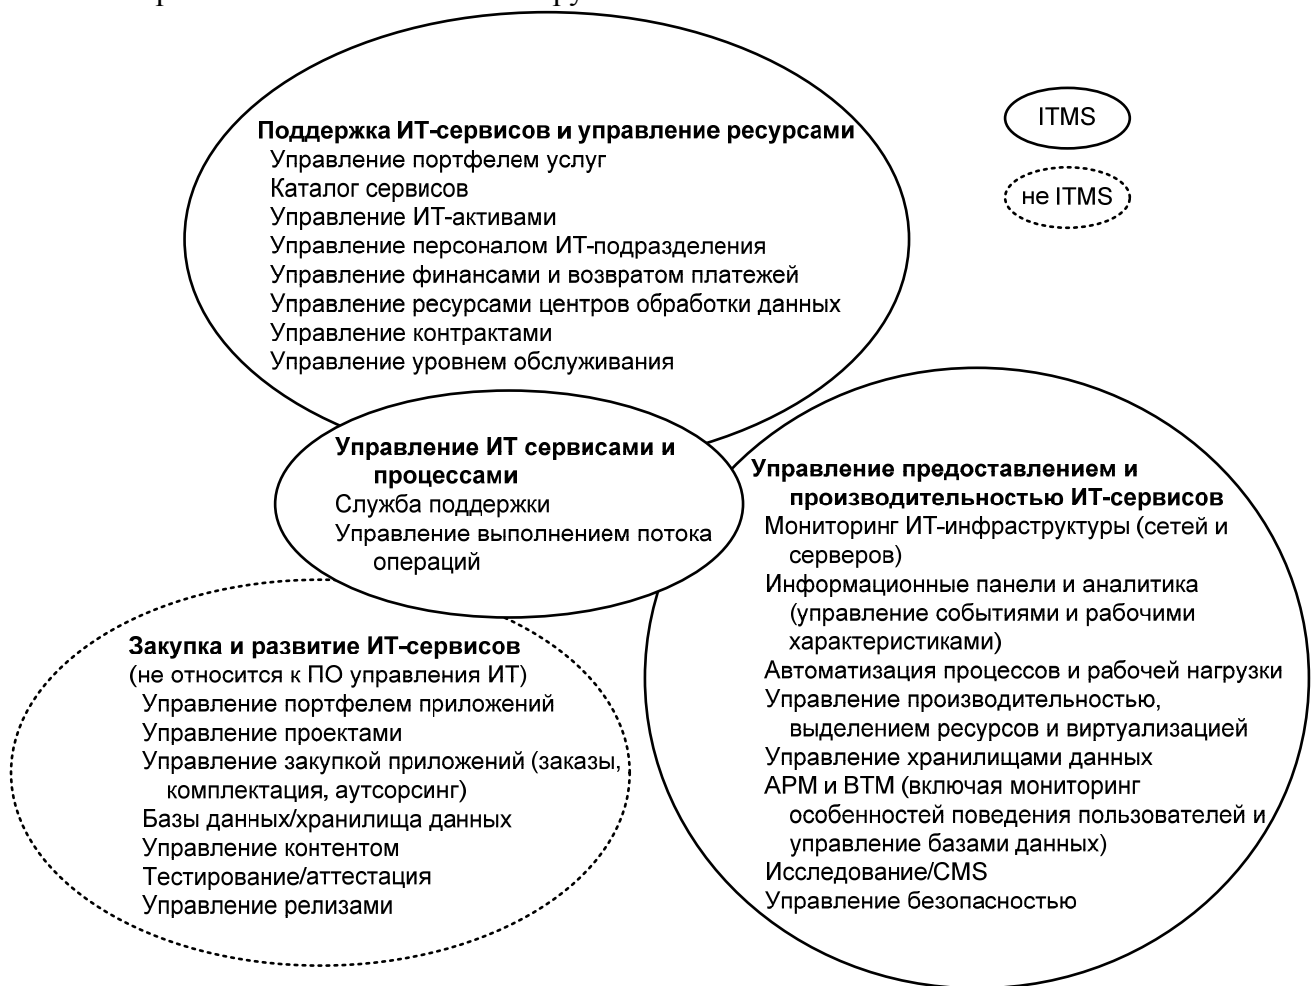 Поддержка ИТ-сервисов и управление ресурсами
Управление портфелем услуг
Каталог сервисов
Управление ИТ-активами
Управление персоналом ИТ-подразделения
Управление финансами и возвратом платежей
Управление ресурсами центров обработки данных
Управление контрактами
Управление уровнем обслуживания
ITMS
не ITMS
Управление ИТ сервисами и
процессами
Служба поддержки
Управление выполнением потока
операций
Управление предоставлением и
производительностью ИТ-сервисов
Мониторинг ИТ-инфраструктуры (сетей и
серверов)
Информационные панели и аналитика
(управление событиями и рабочими
характеристиками)
Автоматизация процессов и рабочей нагрузки
Управление производительностью,
выделением ресурсов и виртуализацией
Управление хранилищами данных
APM и BTM (включая мониторинг
особенностей поведения пользователей и
управление базами данных)
Исследование/CMS
Управление безопасностью
Закупка и развитие ИТ-сервисов
(не относится к ПО управления ИТ)
Управление портфелем приложений
Управление проектами
Управление закупкой приложений (заказы,
комплектация, аутсорсинг)
Базы данных/хранилища данных
Управление контентом
Тестирование/аттестация
Управление релизами